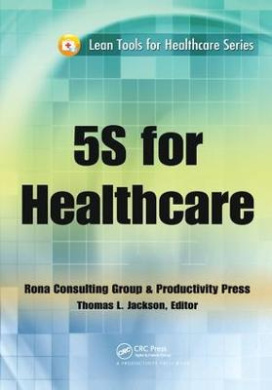 Lean Tools for Healthcare Series
5S for
Healthcare
Rona Consulting Group & Productivity Press
Thomas L. Jackson, Editor
CRC Press